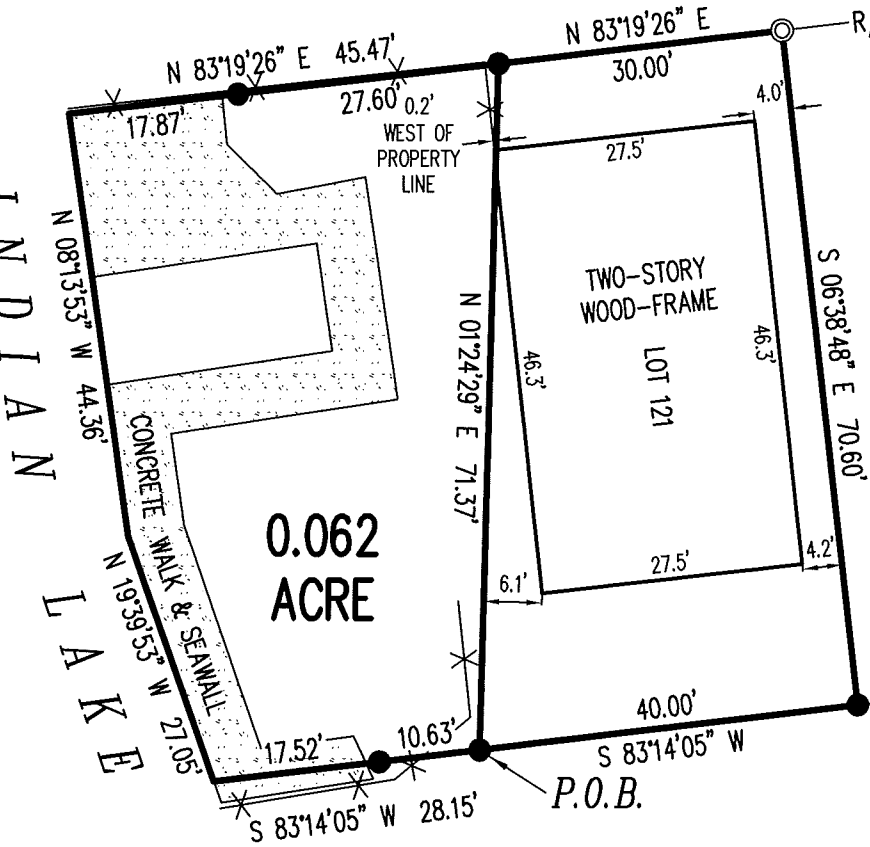 N 83°19'26" E 45.47'
N 83°19'26" E
R
17.87'
27.60'
30.00'
0.2'
WEST OF
PROPERTY
LINE
4.0'
27.5'
INDIAN
LAKE
N 08°13'53" W 44.36'
N 01°24'29" E 71.37'
TWO-STORY
WOOD-FRAME
LOT 121
46.3'
46.3'
S 06°38'48" E 70.60'
CONCRETE WALK & SEAWALL
0.062
ACRE
N 19°39'53" W 27.05'
6.1'
27.5'
4.2'
17.52'
10.63'
40.00'
S 83°14'05" W
S 83°14'05" W 28.15'
P.O.B.